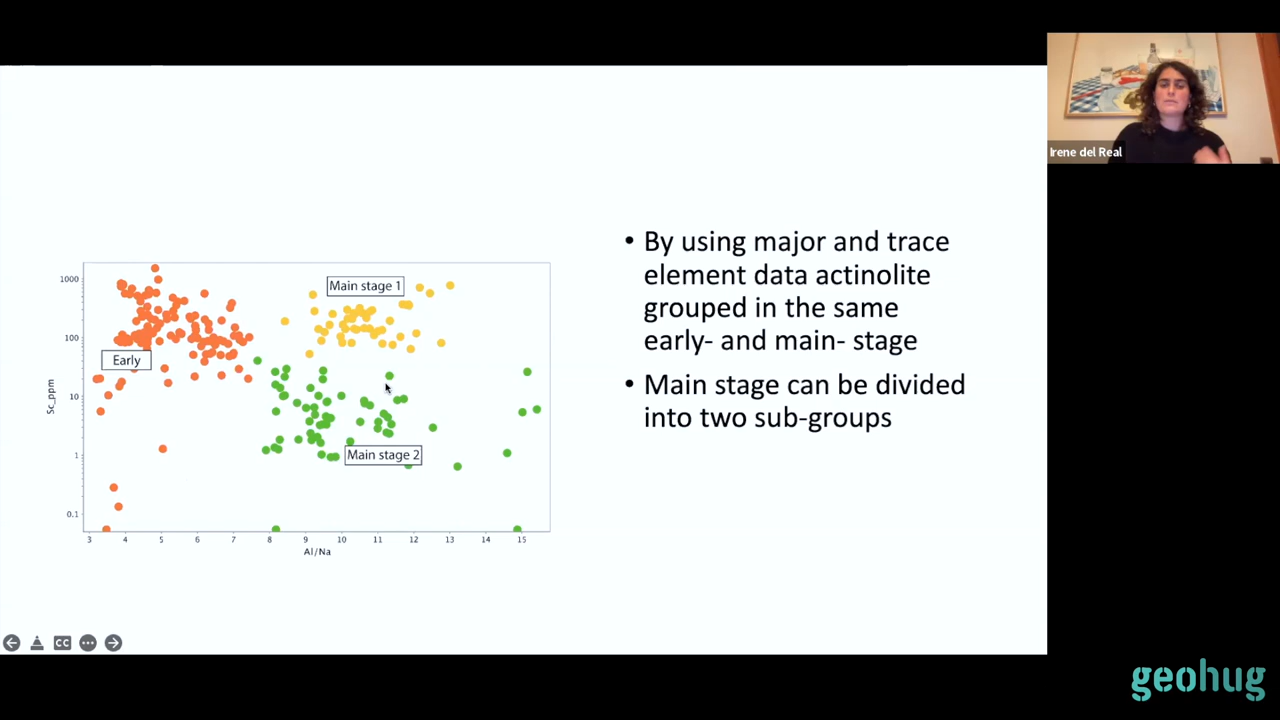 Irene del Real
• By using major and trace
element data actinolite
grouped in the same
early- and main- stage
• Main stage can be divided
into two sub-groups
Main stage 1
Early
Main stage 2
Sc_ppm
1000
100
10
1
0.1
3 4 5 6 7 8 9 10 11 12 13 14 15
Al/Na
CC
geohug